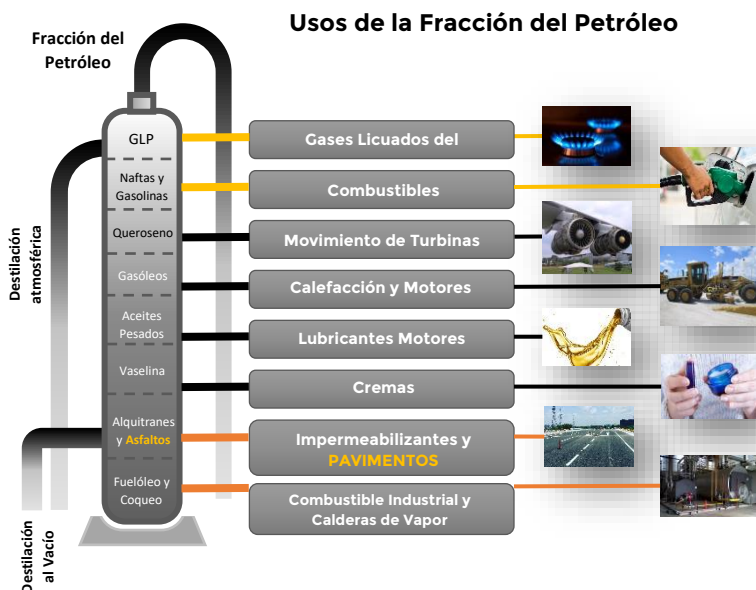 Usos de la Fracción del Petróleo
Fracción del
Petróleo
GLP
Gases Licuados del
Naftas y
Gasolinas
Combustibles
Queroseno
Movimiento de Turbinas
Gasóleos
Calefacción y Motores
Aceites
Pesados
Lubricantes Motores
Vaselina
Cremas
Alquitranes
y Asfaltos
Impermeabilizantes y
PAVIMENTOS
Fuelóleo y
Coqueo
Combustible Industrial y
Calderas de Vapor
Destilación
atmosférica
Destilación
al Vacío